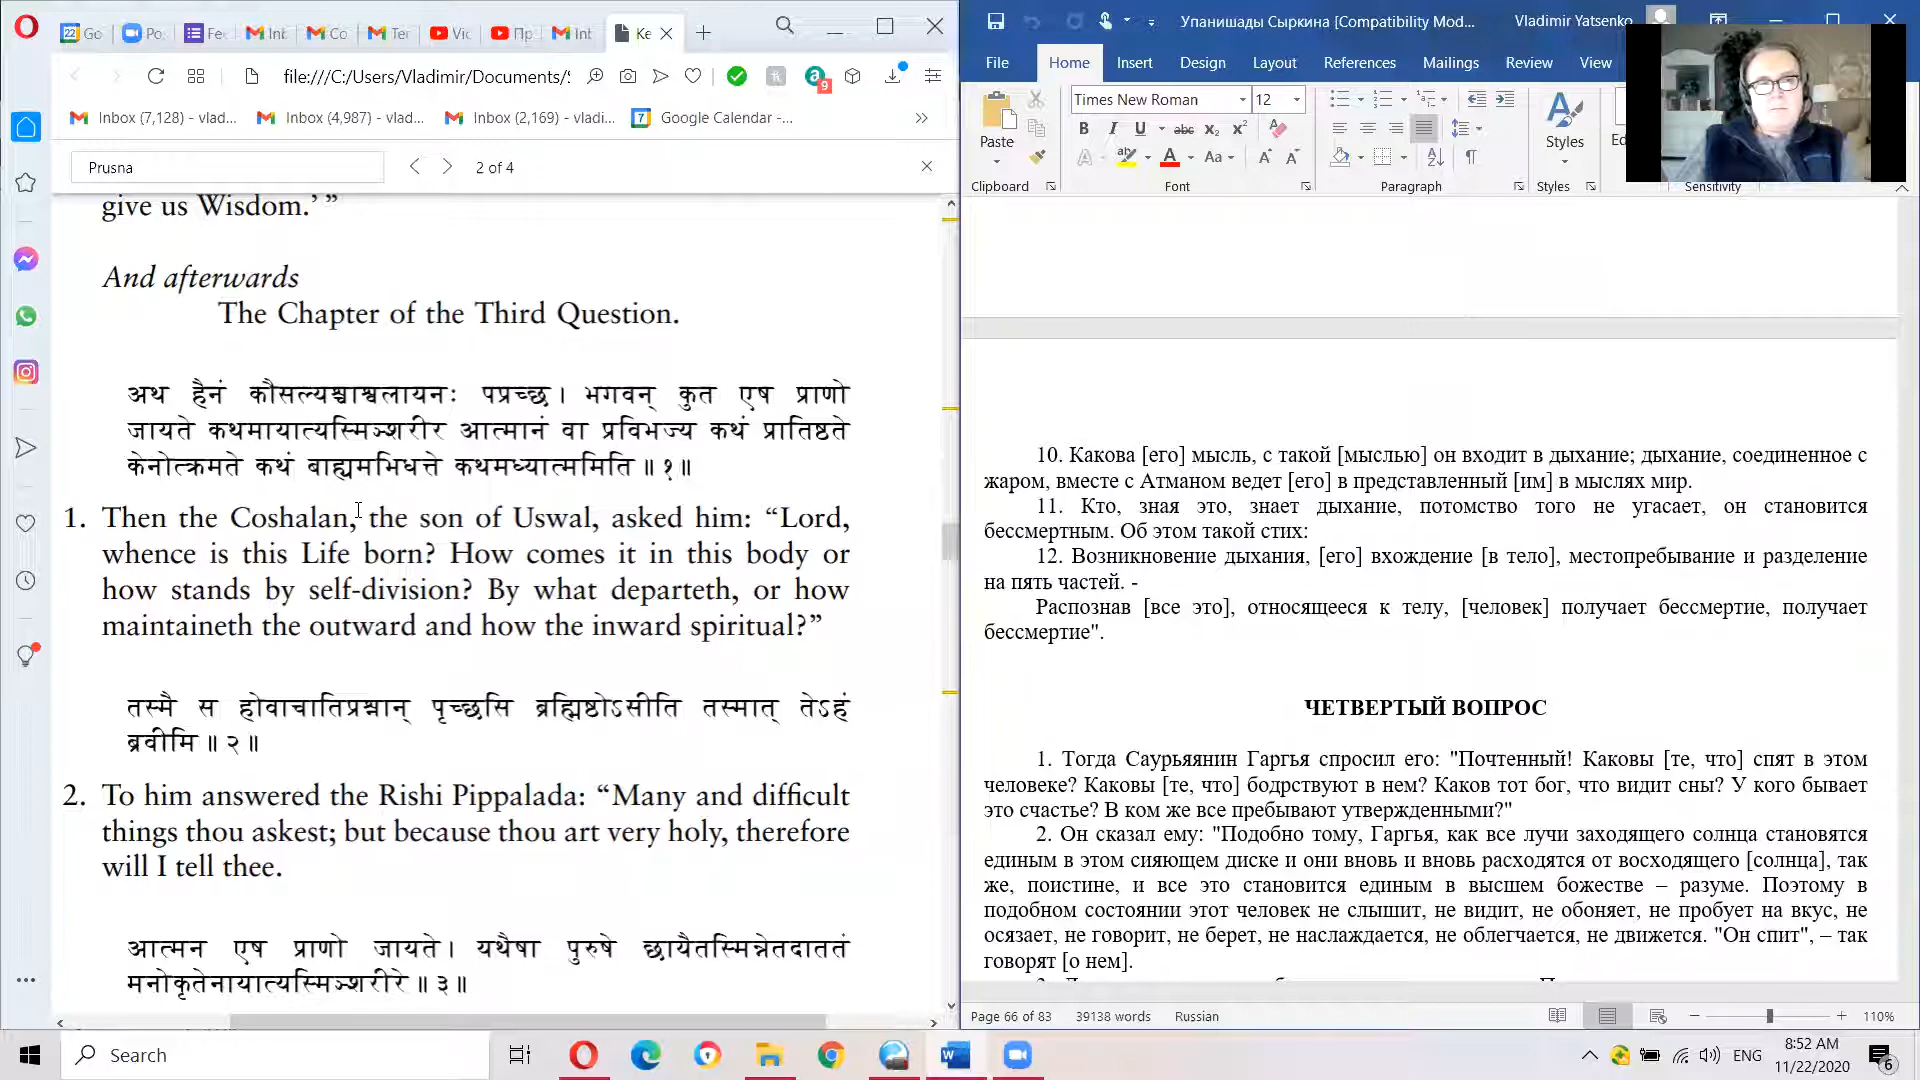 Go
Po
Fe
Int
Co
Ter
Vic
Int
Ke
file:///C:/Users/Vladimir/Documents/S
9
Inbox (7,128) - vlad...
Inbox (4,987) - vlad...
Inbox (2,169) - vladi...
Google Calendar -...
Prusna
2 of 4
give us Wisdom.’ ”
And afterwards
The Chapter of the Third Question.
अथ हैनं कौसल्यश्चाश्वलायनः पप्रच्छ। भगवन् कुत एष प्राणो
जायते कथमायात्यस्मिञ्शरीर आत्मानं वा प्रविभज्य कथं प्रातिष्ठते
केनोत्क्रमते कथं बाह्यमभिधत्ते कथमध्यात्ममिति॥१॥
1. Then the Coshalan, the son of Uswal, asked him: “Lord,
whence is this Life born? How comes it in this body or
how stands by self-division? By what departeth, or how
maintaineth the outward and how the inward spiritual?”
तस्मै स होवाचातिप्रश्नान् पृच्छसि ब्रह्मिष्ठोऽसीति तस्मात् तेऽहं
ब्रवीमि॥२॥
2. To him answered the Rishi Pippalada: “Many and difficult
things thou askest; but because thou art very holy, therefore
will I tell thee.
आत्मन एष प्राणो जायते। यथैषा पुरुषे छायैतस्मिन्नेतदाततं
मनोकृतेनायात्यस्मिञ्शरीरे॥३॥
Упанишады Сыркина [Compatibility Mod...
Vladimir Yatsenko
File Home Insert Design Layout References Mailings Review View
Times New Roman 12
Paste
Styles
Clipboard Font Paragraph Styles Sensitivity
10. Какова [его] мысль, с такой [мыслью] он входит в дыхание; дыхание, соединенное с
жаром, вместе с Атманом ведет [его] в представленный [им] в мыслях мир.
11. Кто, зная это, знает дыхание, потомство того не угасает, он становится
бессмертным. Об этом такой стих:
12. Возникновение дыхания, [его] вхождение [в тело], местопребывание и разделение
на пять частей. -
Распознав [все это], относящееся к телу, [человек] получает бессмертие, получает
бессмертие".
ЧЕТВЕРТЫЙ ВОПРОС
1. Тогда Саурьяянин Гаргья спросил его: "Почтенный! Каковы [те, что] спят в этом
человеке? Каковы [те, что] бодрствуют в нем? Каков тот бог, что видит сны? У кого бывает
это счастье? В ком же все пребывают утвержденными?"
2. Он сказал ему: "Подобно тому, Гаргья, как все лучи заходящего солнца становятся
единым в этом сияющем диске и они вновь и вновь расходятся от восходящего [солнца], так
же, поистине, и все это становится единым в высшем божестве – разуме. Поэтому в
подобном состоянии этот человек не слышит, не видит, не обоняет, не пробует на вкус, не
осязает, не говорит, не берет, не наслаждается, не облегчается, не движется. "Он спит", – так
говорят [о нем].
Page 66 of 83 39138 words Russian
110%
Search
ENG
8:52 AM
11/22/2020
6